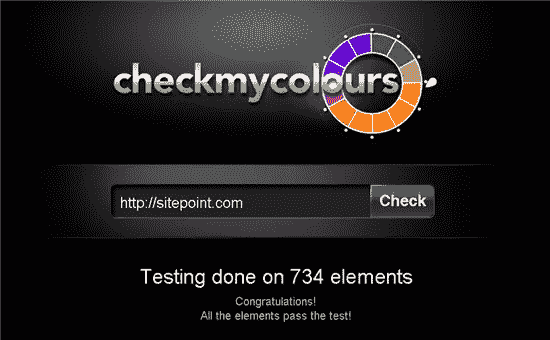 checkmycolours
http://sitepoint.com Check
Testing done on 734 elements
Congratulations!
All the elements pass the test!